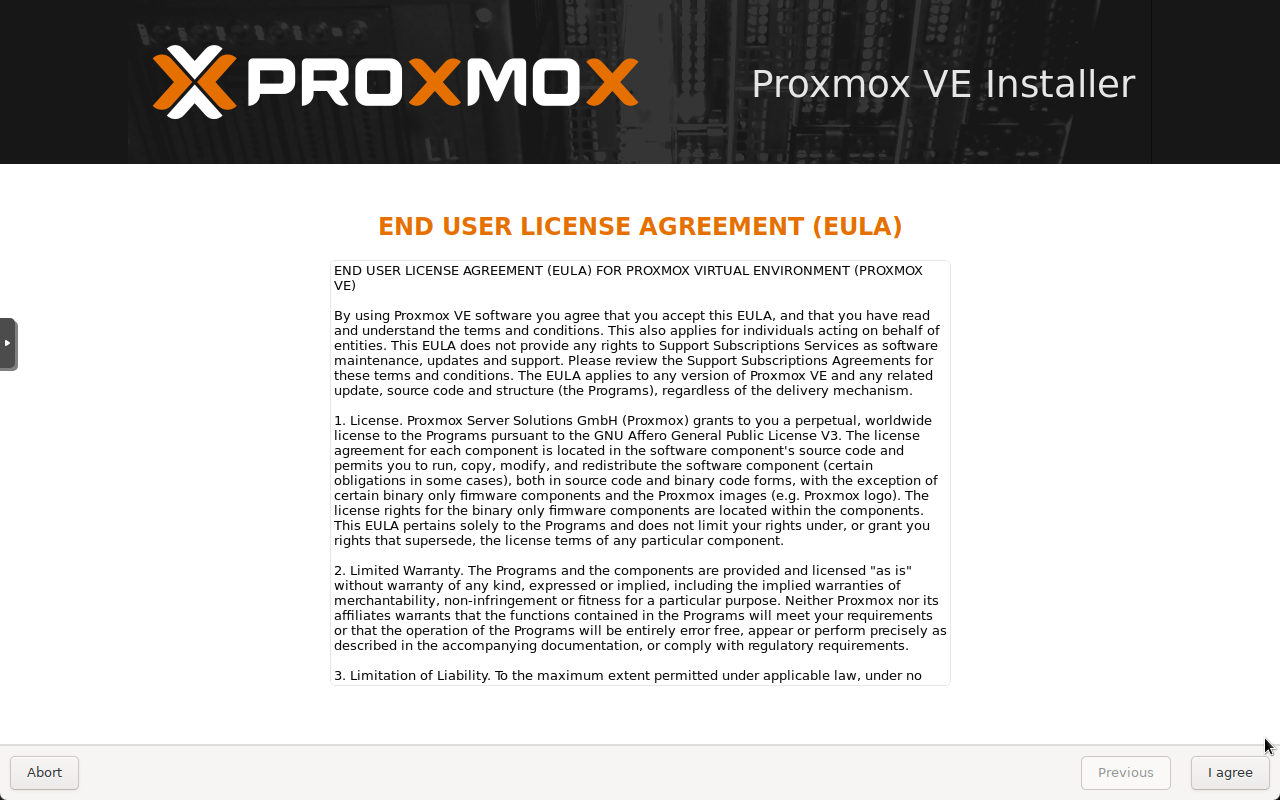 PROXMOX
Proxmox VE Installer
END USER LICENSE AGREEMENT (EULA)
END USER LICENSE AGREEMENT (EULA) FOR PROXMOX VIRTUAL ENVIRONMENT (PROXMOX
VE)
By using Proxmox VE software you agree that you accept this EULA, and that you have read
and understand the terms and conditions. This also applies for individuals acting on behalf of
entities. This EULA does not provide any rights to Support Subscriptions Services as software
maintenance, updates and support. Please review the Support Subscriptions Agreements for
these terms and conditions. The EULA applies to any version of Proxmox VE and any related
update, source code and structure (the Programs), regardless of the delivery mechanism.
1. License. Proxmox Server Solutions GmbH (Proxmox) grants to you a perpetual, worldwide
license to the Programs pursuant to the GNU Affero General Public License V3. The license
agreement for each component is located in the software component's source code and
permits you to run, copy, modify, and redistribute the software component (certain
obligations in some cases), both in source code and binary code forms, with the exception of
certain binary only firmware components and the Proxmox images (e.g. Proxmox logo). The
license rights for the binary only firmware components are located within the components.
This EULA pertains solely to the Programs and does not limit your rights under, or grant you
rights that supersede, the license terms of any particular component.
2. Limited Warranty. The Programs and the components are provided and licensed "as is"
without warranty of any kind, expressed or implied, including the implied warranties of
merchantability, non-infringement or fitness for a particular purpose. Neither Proxmox nor its
affiliates warrants that the functions contained in the Programs will meet your requirements
or that the operation of the Programs will be entirely error free, appear or perform precisely as
described in the accompanying documentation, or comply with regulatory requirements.
3. Limitation of Liability. To the maximum extent permitted under applicable law, under no
Abort
Previous
I agree